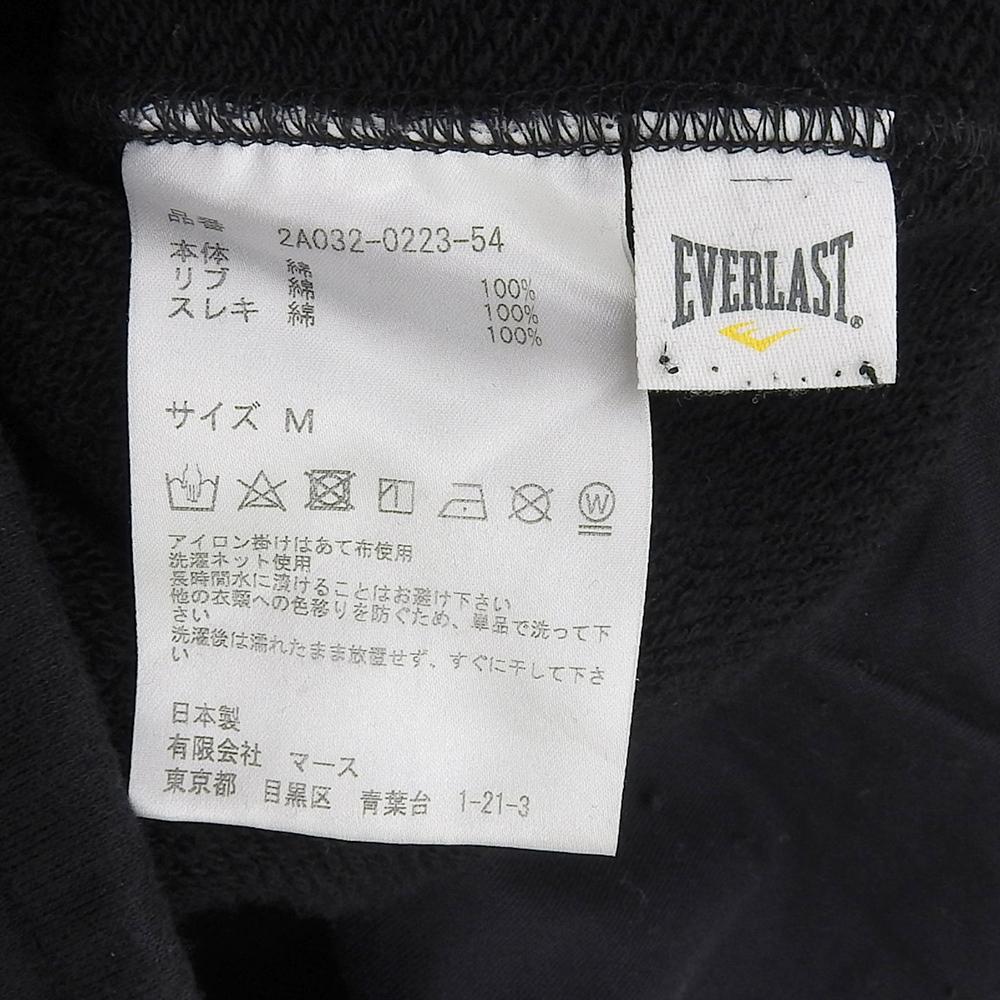 品番 2A032-0223-54
本体 綿 100%
リブ 綿 100%
スレキ 綿 100%
サイズ M
W
アイロン掛けはあて布使用
洗濯ネット使用
長時間水に漬けることはお避け下さい
他の衣類への色移りを防ぐため、単品で洗って下
さい
洗濯後は濡れたまま放置せず、すぐに干して下さ
い
日本製
有限会社 マース
東京都 目黒区 青葉台 1-21-3
EVERLAST®